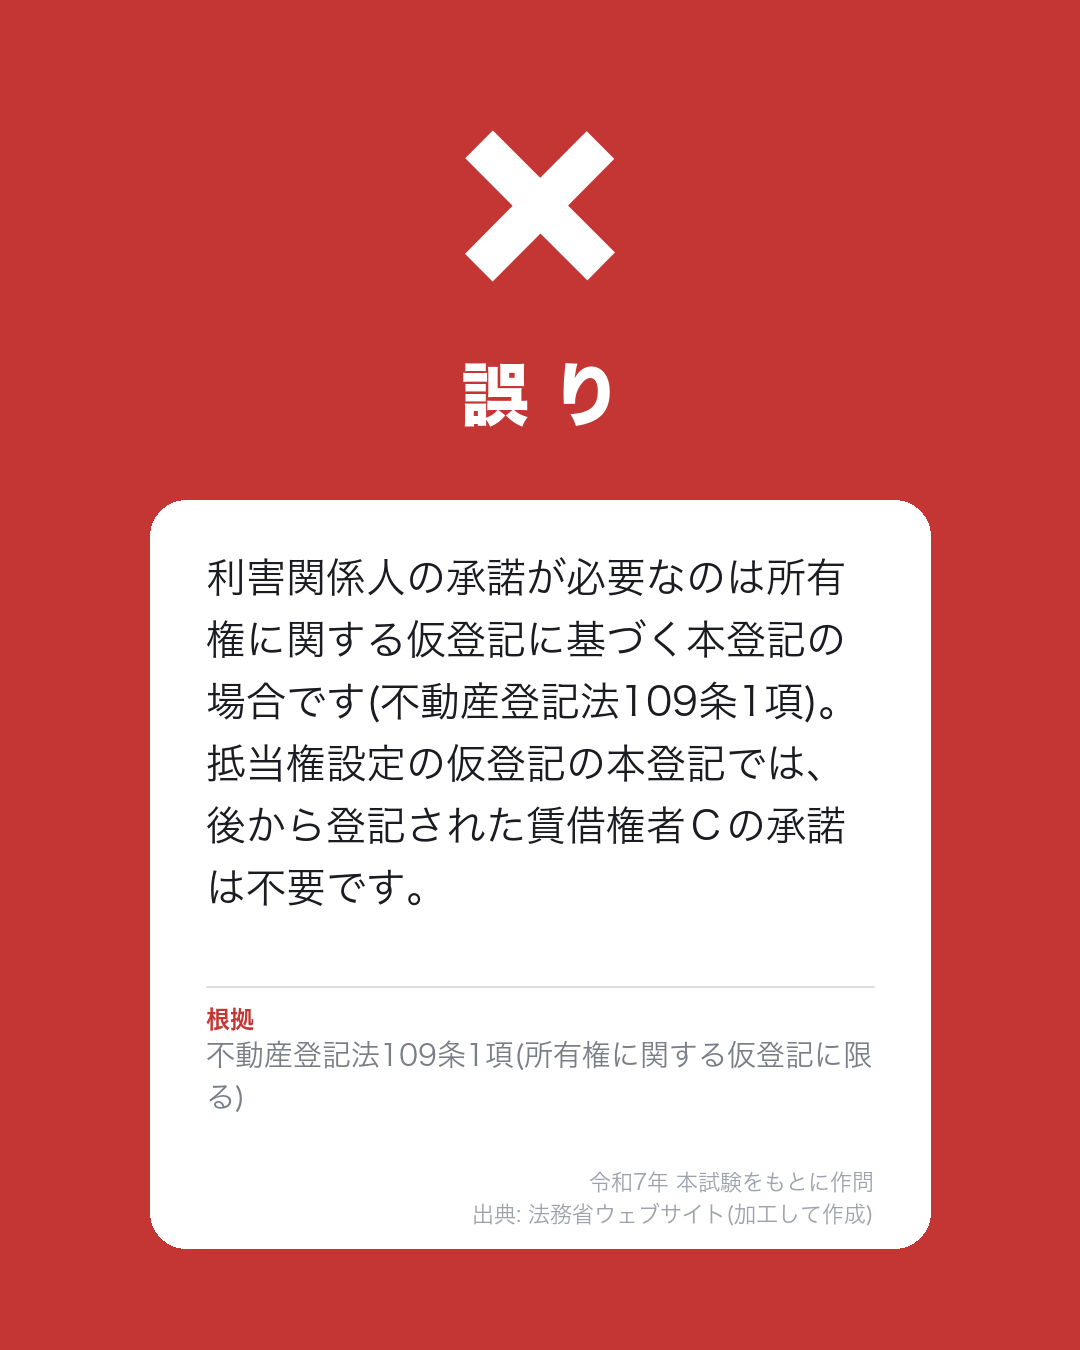 誤り
利害関係人の承諾が必要なのは所有
権に関する仮登記に基づく本登記の
場合です(不動産登記法109条1項)。
抵当権設定の仮登記の本登記では、
後から登記された賃借権者Ｃの承諾
は不要です。
根拠
不動産登記法109条1項(所有権に関する仮登記に限
る)
令和7年 本試験をもとに作問
出典: 法務省ウェブサイト(加工して作成)